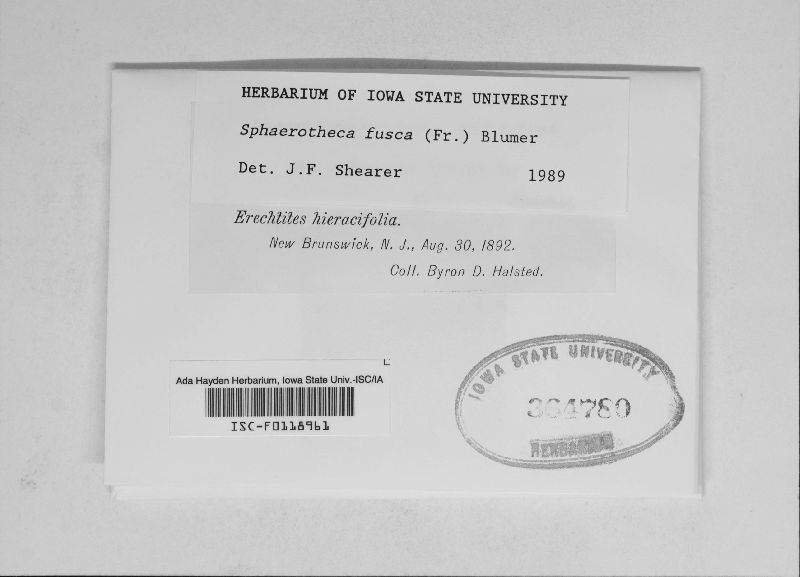 HERBARIUM OF IOWA STATE UNIVERSITY
Sphaerotheca fusca (Fr.) Blumer
Det. J.F. Shearer 1989
Erechtites hieracifolia.
New Brunswick, N. J., Aug. 30, 1892.
Coll. Byron D. Halsted.
Ada Hayden Herbarium, Iowa State Univ.-ISC/IA
ISC-F0118961
IOWA STATE UNIVERSITY
364780
HERBARIUM